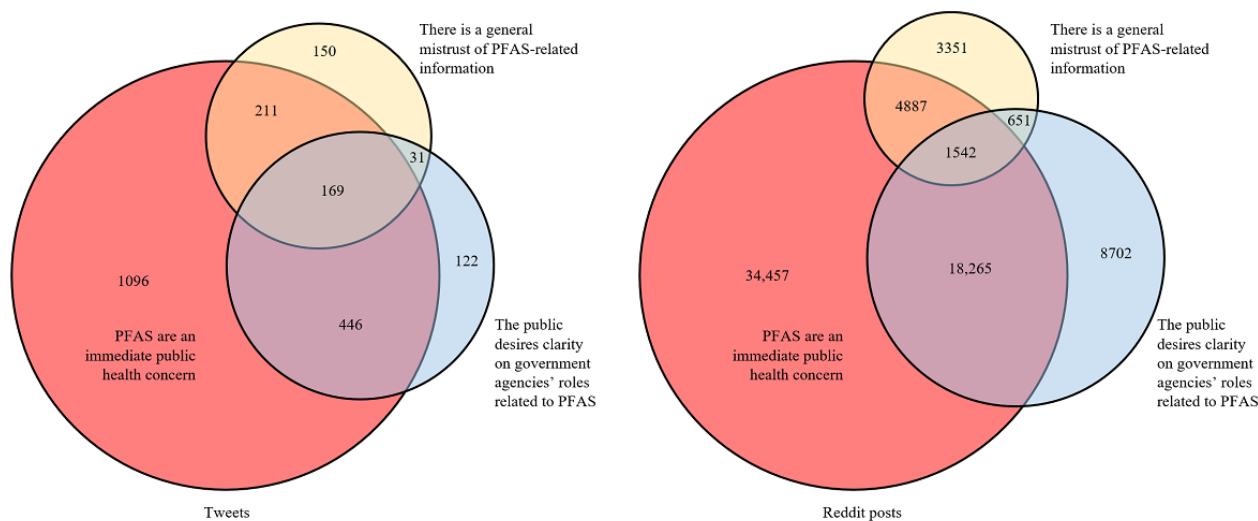 150
There is a general
mistrust of PFAS-related
information
211
31
169
1096
122
446
PFAS are an
immediate public
health concern
The public
desires clarity
on government
agencies’ roles
related to PFAS
Tweets
3351
There is a general
mistrust of PFAS-related
information
4887
651
1542
34,457
18,265
8702
PFAS are an
immediate public
health concern
The public
desires clarity
on government
agencies’ roles
related to PFAS
Reddit posts